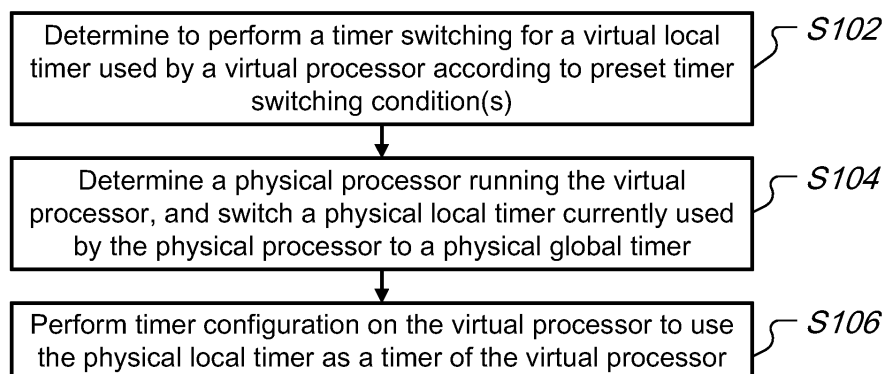 Determine to perform a timer switching for a virtual local
timer used by a virtual processor according to preset timer
switching condition(s)
S102
Determine a physical processor running the virtual
processor, and switch a physical local timer currently used
by the physical processor to a physical global timer
S104
Perform timer configuration on the virtual processor to use
the physical local timer as a timer of the virtual processor
S106